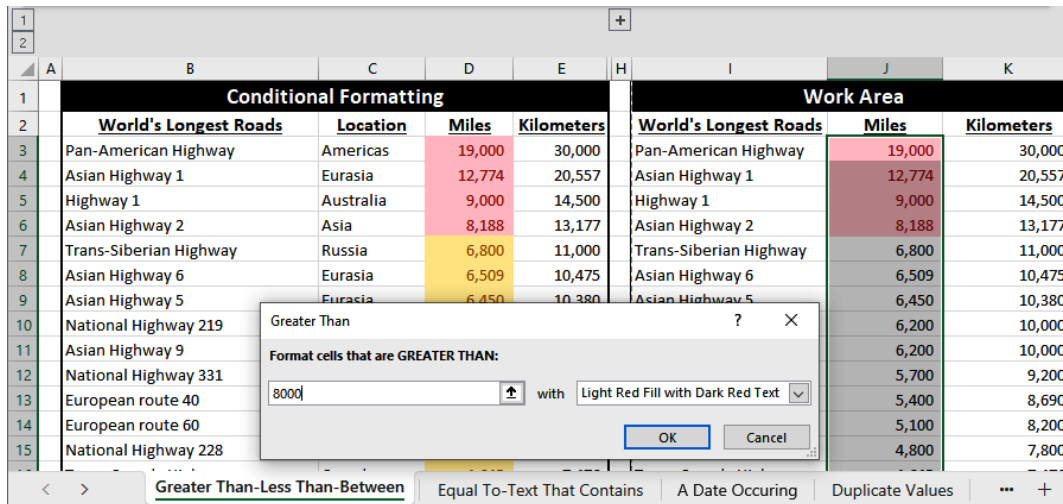 1
2
A B C D E H I J K
1 Conditional Formatting Work Area
2 World's Longest Roads Location Miles Kilometers World's Longest Roads Miles Kilometers
3 Pan-American Highway Americas 19,000 30,000 Pan-American Highway 19,000 30,000
4 Asian Highway 1 Eurasia 12,774 20,557 Asian Highway 1 12,774 20,557
5 Highway 1 Australia 9,000 14,500 Highway 1 9,000 14,500
6 Asian Highway 2 Asia 8,188 13,177 Asian Highway 2 8,188 13,177
7 Trans-Siberian Highway Russia 6,800 11,000 Trans-Siberian Highway 6,800 11,000
8 Asian Highway 6 Eurasia 6,509 10,475 Asian Highway 6 6,509 10,475
9 Asian Highway 5 Eurasia 6,450 10,380 Asian Highway 5 6,450 10,380
10 National Highway 219 6,200 10,000
11 Asian Highway 9 6,200 10,000
12 National Highway 331 5,700 9,200
13 European route 40 5,400 8,690
14 European route 60 5,100 8,200
15 National Highway 228 4,800 7,800
Greater Than ? ×
Format cells that are GREATER THAN:
8000 with Light Red Fill with Dark Red Text
OK Cancel
< > Greater Than-Less Than-Between Equal To-Text That Contains A Date Occuring Duplicate Values ••• +